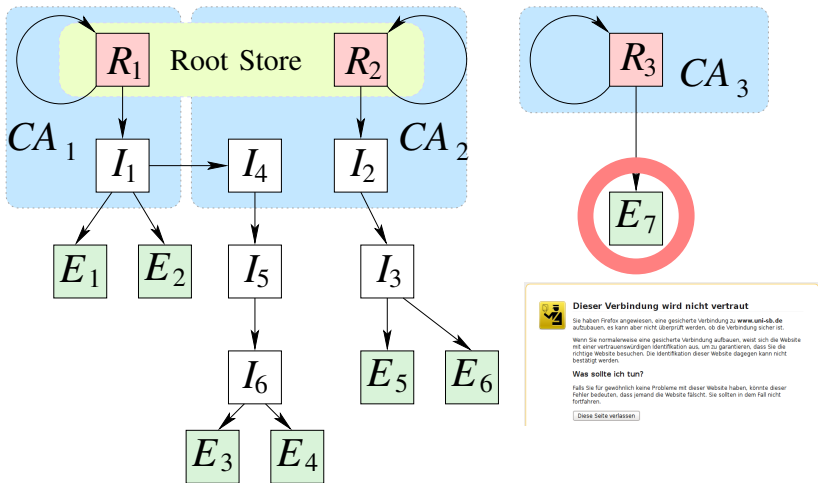 R1 Root Store R2
R3
CA 1
CA 2
CA 3
I1
I4
I2
E1
E2
I5
I3
E7
I6
E5
E6
E3
E4
Dieser Verbindung wird nicht vertraut
Sie haben Firefox angewiesen, eine gesicherte Verbindung zu www.uni-sb.de
aufzubauen, es kann aber nicht überprüft werden, ob die Verbindung sicher ist.
Wenn Sie normalerweise eine gesicherte Verbindung aufbauen, weist sich die Website
mit einer vertrauenswürdigen Identifikation aus, um zu garantieren, dass Sie die
richtige Website besuchen. Die Identifikation dieser Website dagegen kann nicht
bestätigt werden.
Was sollte ich tun?
Falls Sie für gewöhnlich keine Probleme mit dieser Website haben, könnte dieser
Fehler bedeuten, dass jemand die Website fälscht. Sie sollten in dem Fall nicht
fortfahren.
Diese Seite verlassen